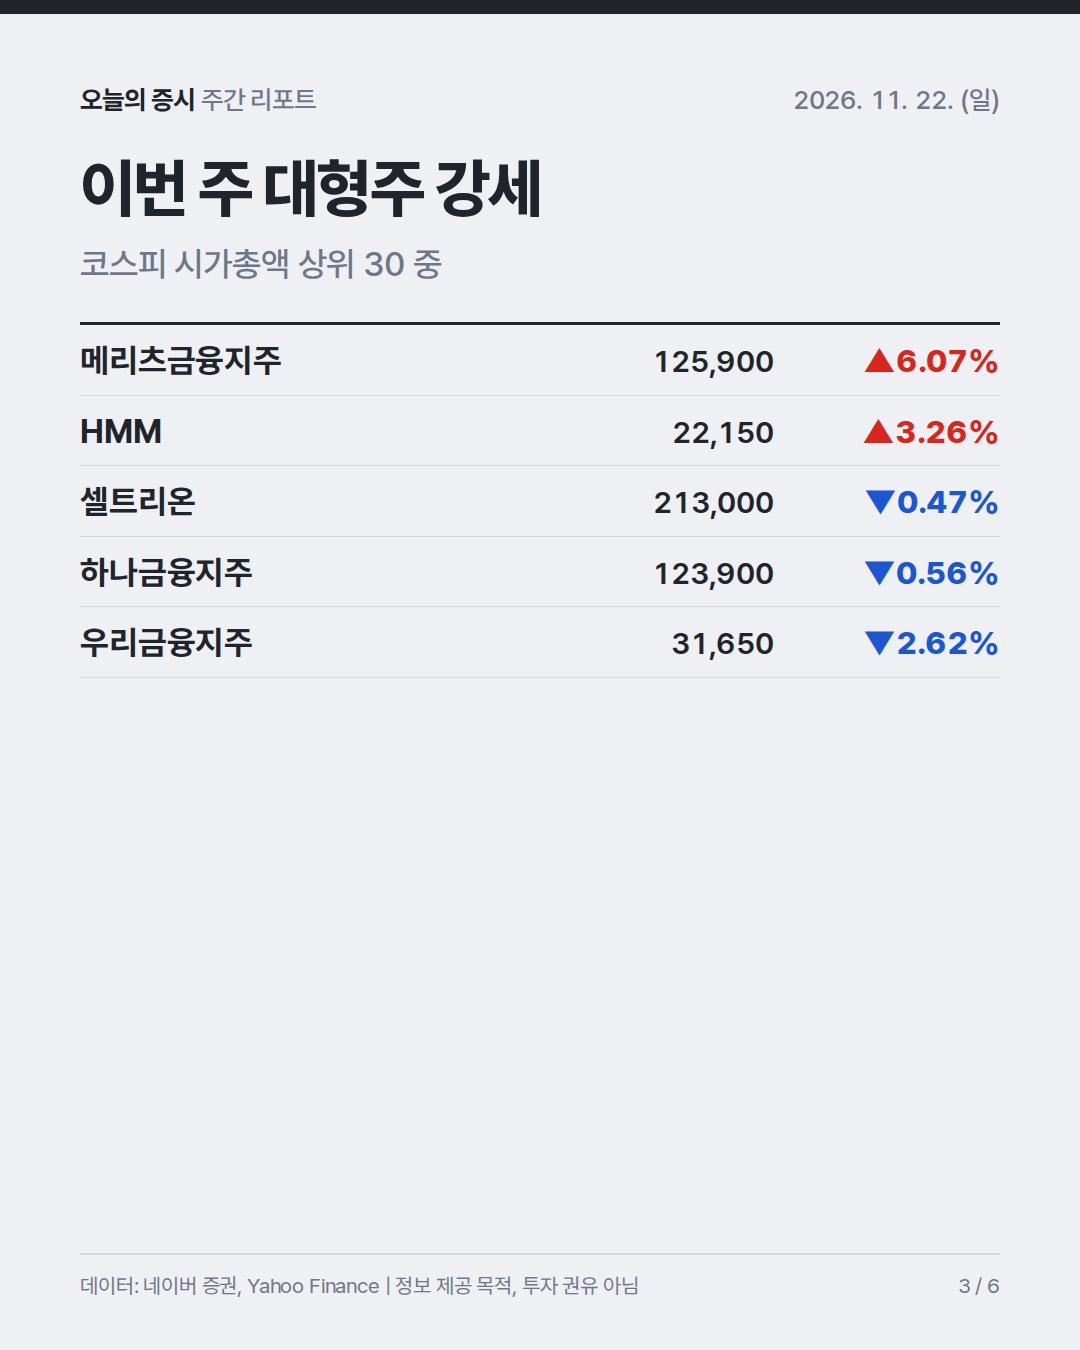 오늘의 증시 주간 리포트 2026. 11. 22. (일)
이번 주 대형주 강세
코스피 시가총액 상위 30 중
메리츠금융지주 125,900 ▲6.07%
HMM 22,150 ▲3.26%
셀트리온 213,000 ▼0.47%
하나금융지주 123,900 ▼0.56%
우리금융지주 31,650 ▼2.62%
데이터: 네이버 증권, Yahoo Finance | 정보 제공 목적, 투자 권유 아님 3 / 6